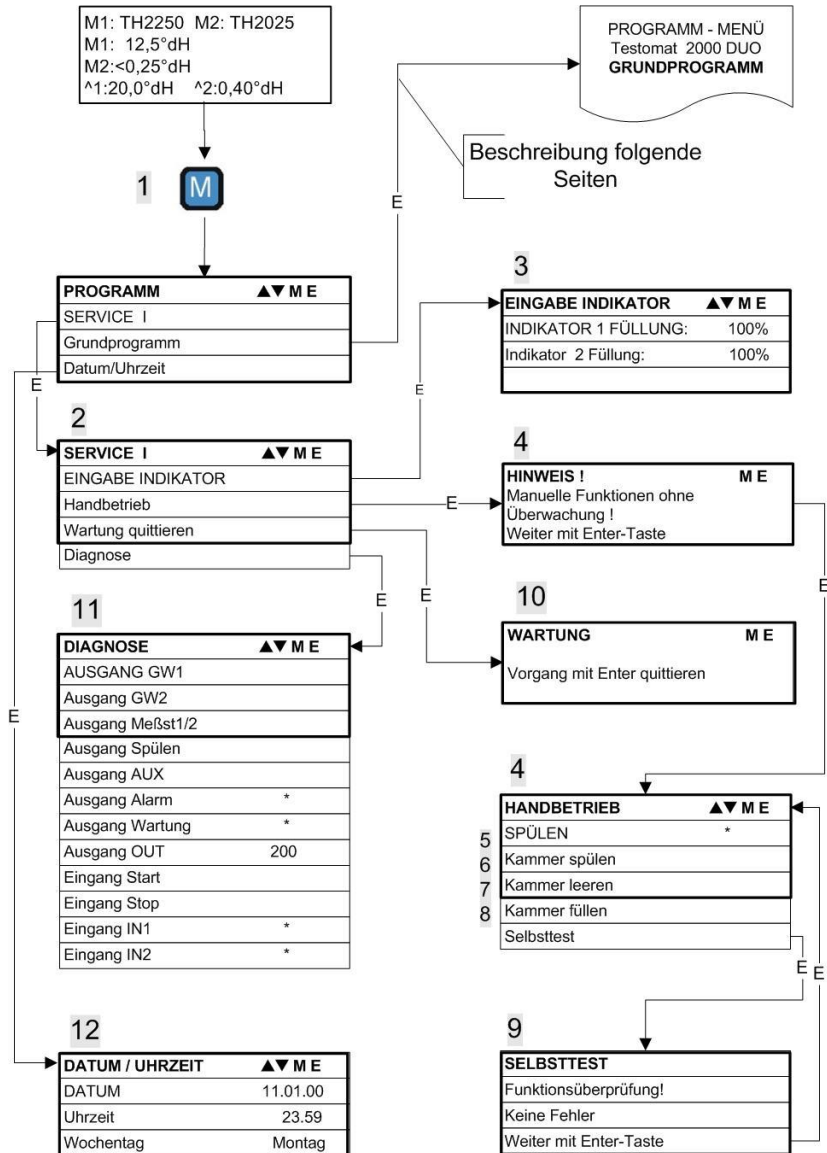 M1: TH2250 M2: TH2025
M1: 12,5°dH
M2:<0,25°dH
^1:20,0°dH ^2:0,40°dH
PROGRAMM - MENÜ
Testomat 2000 DUO
GRUNDPROGRAMM
Beschreibung folgende
Seiten
1
M
E
PROGRAMM ▲▼ M E
SERVICE I
Grundprogramm
Datum/Uhrzeit
E
3
EINGABE INDIKATOR ▲▼ M E
INDIKATOR 1 FÜLLUNG: 100%
Indikator 2 Füllung: 100%
E
2
SERVICE I ▲▼ M E
EINGABE INDIKATOR
Handbetrieb
Wartung quittieren
Diagnose
E
4
HINWEIS ! M E
Manuelle Funktionen ohne
Überwachung !
Weiter mit Enter-Taste
E
E
E
10
WARTUNG M E
Vorgang mit Enter quittieren
11
DIAGNOSE ▲▼ M E
AUSGANG GW1
Ausgang GW2
Ausgang Meßst1/2
Ausgang Spülen
Ausgang AUX
Ausgang Alarm *
Ausgang Wartung *
Ausgang OUT 200
Eingang Start
Eingang Stop
Eingang IN1 *
Eingang IN2 *
E
4
HANDBETRIEB ▲▼ M E
5 SPÜLEN *
6 Kammer spülen
7 Kammer leeren
8 Kammer füllen
Selbsttest
E
E
12
DATUM / UHRZEIT ▲▼ M E
DATUM 11.01.00
Uhrzeit 23.59
Wochentag Montag
9
SELBSTTEST
Funktionsüberprüfung!
Keine Fehler
Weiter mit Enter-Taste